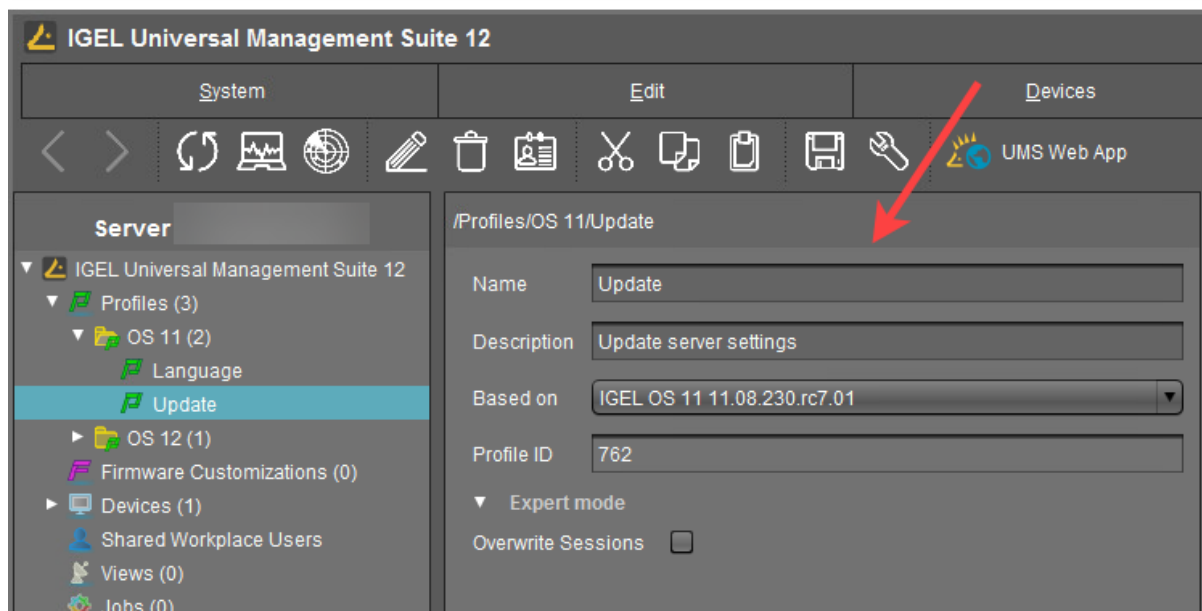 IGEL Universal Management Suite 12
System Edit Devices
UMS Web App
Server
IGEL Universal Management Suite 12
Profiles (3)
OS 11 (2)
Language
Update
OS 12 (1)
Firmware Customizations (0)
Devices (1)
Shared Workplace Users
Views (0)
Jobs (0)
/Profiles/OS 11/Update
Name Update
Description Update server settings
Based on IGEL OS 11 11.08.230.rc7.01
Profile ID 762
Expert mode
Overwrite Sessions